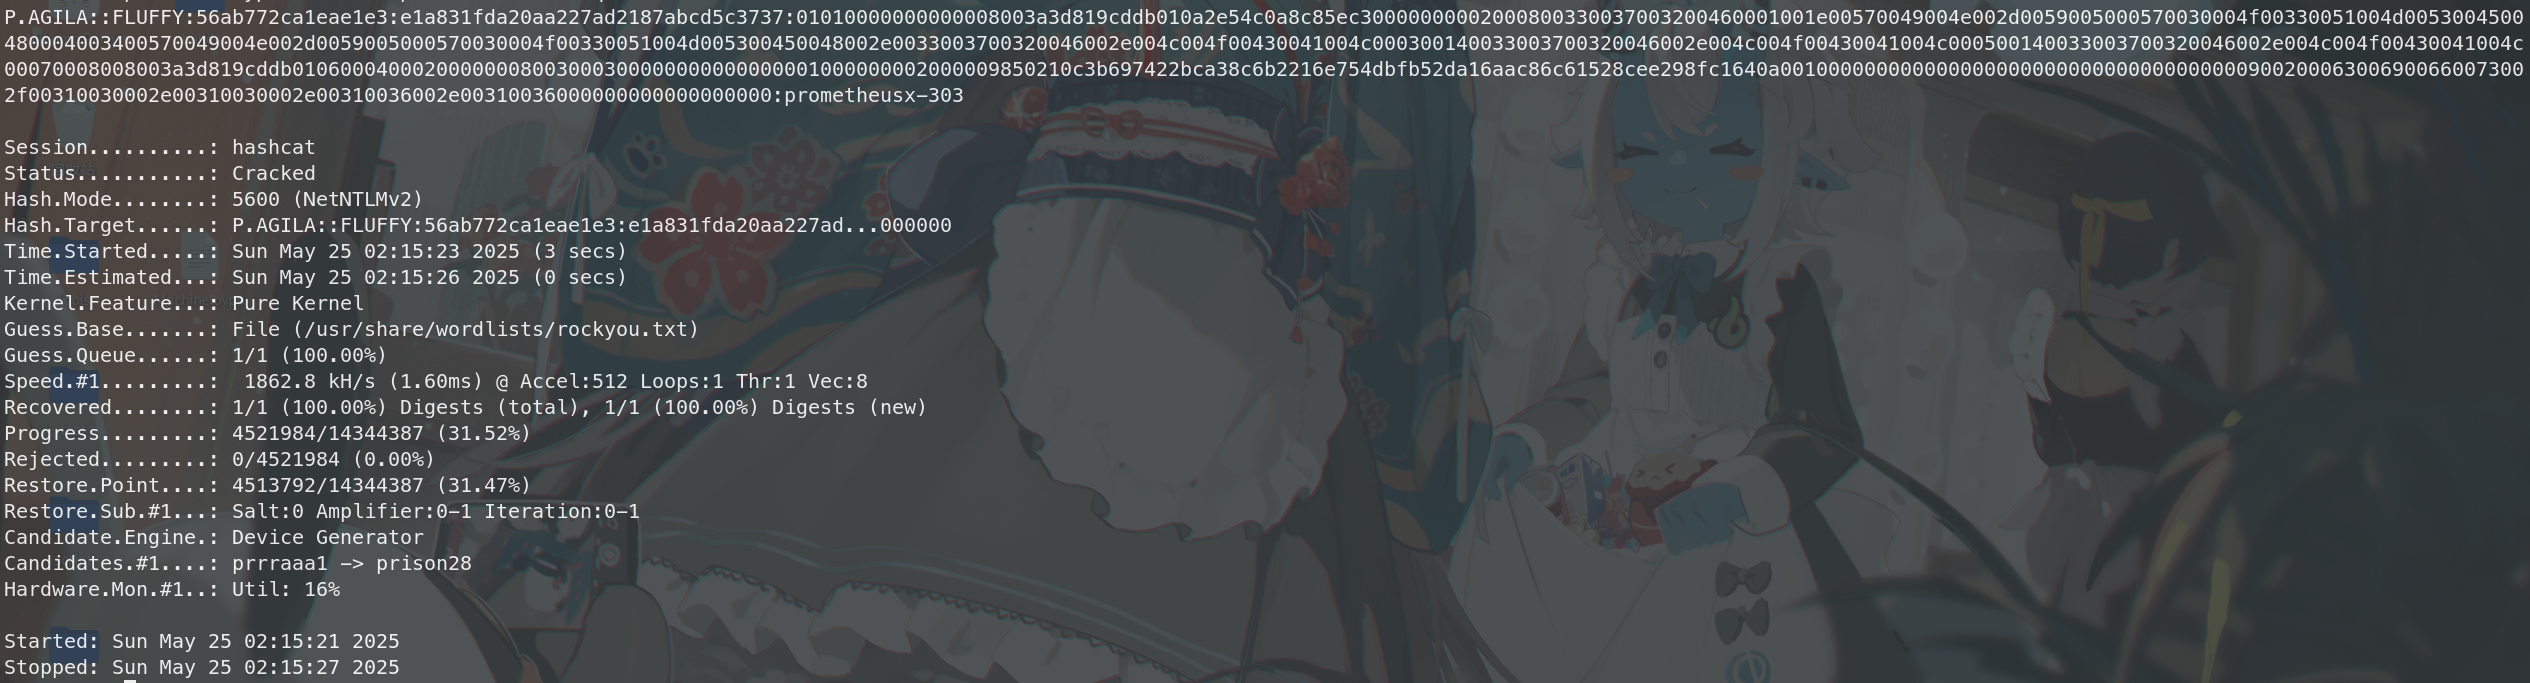 P.AGILA::FLUFFY:56ab772ca1eae1e3:e1a831fda20aa227ad2187abcd5c3737:010100000000000008003a3d819cddb010a2e54c0a8c85ec30000000002000800330037003200460001001e00570049004e002d00590050005700300004f00330051004d0053004500
4800040034005700490004e002d00590050005700300004f00330051004d005300450048002e0033003700320046002e004c004f00430041004c000300140033003700320046002e004c004f00430041004c000500140033003700320046002e004c004f00430041004c
00070008008003a3d819cddb01060004000200000008003000300000000000000001000000002000009850210c3b697422bca38c6b2216e754dbfb52da16aac86c61528cee298fc1640a00100000000000000000000000000000000000090020006300690066007300
2f00310030002e00310030002e00310036002e003100360000000000000000:prometheusx-303
Session..........: hashcat
Status...........: Cracked
Hash.Mode........: 5600 (NetNTLMv2)
Hash.Target......: P.AGILA::FLUFFY:56ab772ca1eae1e3:e1a831fda20aa227ad...000000
Time.Started.....: Sun May 25 02:15:23 2025 (3 secs)
Time.Estimated...: Sun May 25 02:15:26 2025 (0 secs)
Kernel.Feature...: Pure Kernel
Guess.Base.......: File (/usr/share/wordlists/rockyou.txt)
Guess.Queue......: 1/1 (100.00%)
Speed.#1.........:  1862.8 kH/s (1.60ms) @ Accel:512 Loops:1 Thr:1 Vec:8
Recovered........: 1/1 (100.00%) Digests (total), 1/1 (100.00%) Digests (new)
Progress.........: 4521984/14344387 (31.52%)
Rejected.........: 0/4521984 (0.00%)
Restore.Point....: 4513792/14344387 (31.47%)
Restore.Sub.#1...: Salt:0 Amplifier:0-1 Iteration:0-1
Candidate.Engine.: Device Generator
Candidates.#1....: prrraaa1 -> prison28
Hardware.Mon.#1..: Util: 16%
Started: Sun May 25 02:15:21 2025
Stopped: Sun May 25 02:15:27 2025